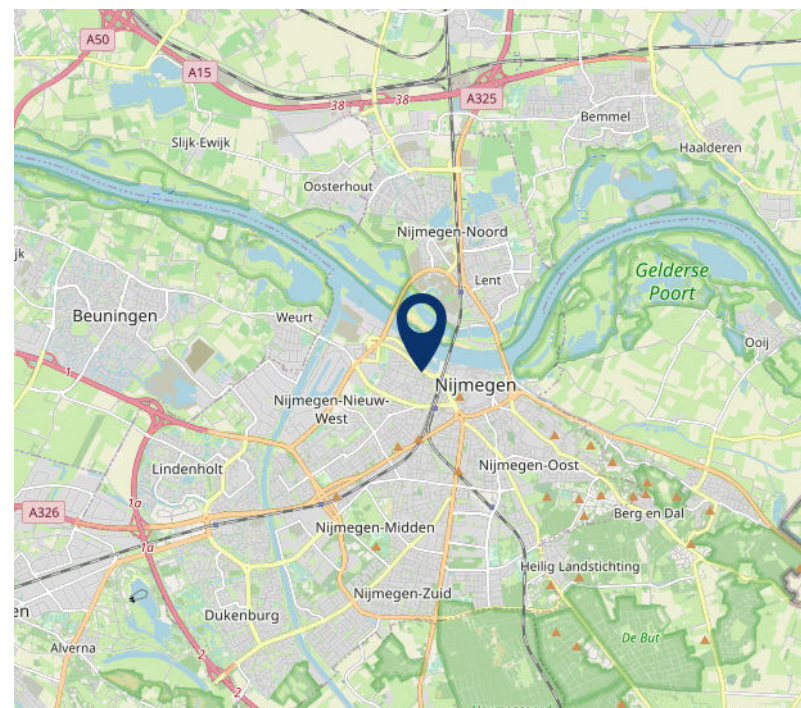 A50
A15
38
38
A325
Bemmel
Slijk-Ewijk
Haalderen
Oosterhout
Nijmegen-Noord
jk
Lent
Gelderse
Poort
Beuningen
Weurt
Ooij
1
Nijmegen
Nijmegen-Nieuw-
West
Lindenholt
Nijmegen-Oost
1a
A326
Nijmegen-Midden
Berg en Dal
1a
Heilig Landstichting
Nijmegen-Zuid
en
Dukenburg
De But
Alverna
2
2